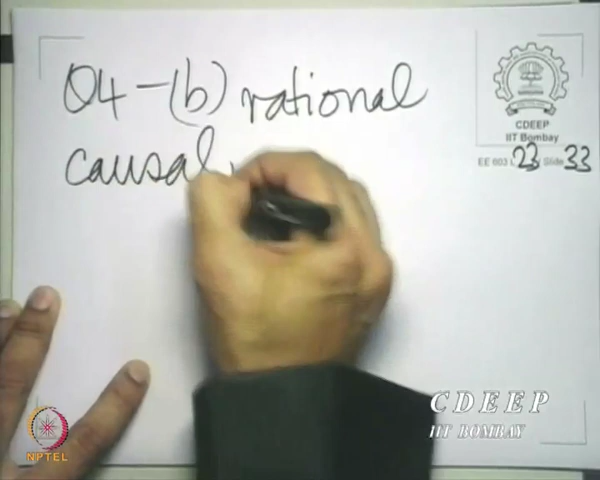 Q4-(b) rational
causal,
CDEEP
IIT Bombay
EE 603 L 23 Slide 33
CDEEP
IIT BOMBAY
NPTEL